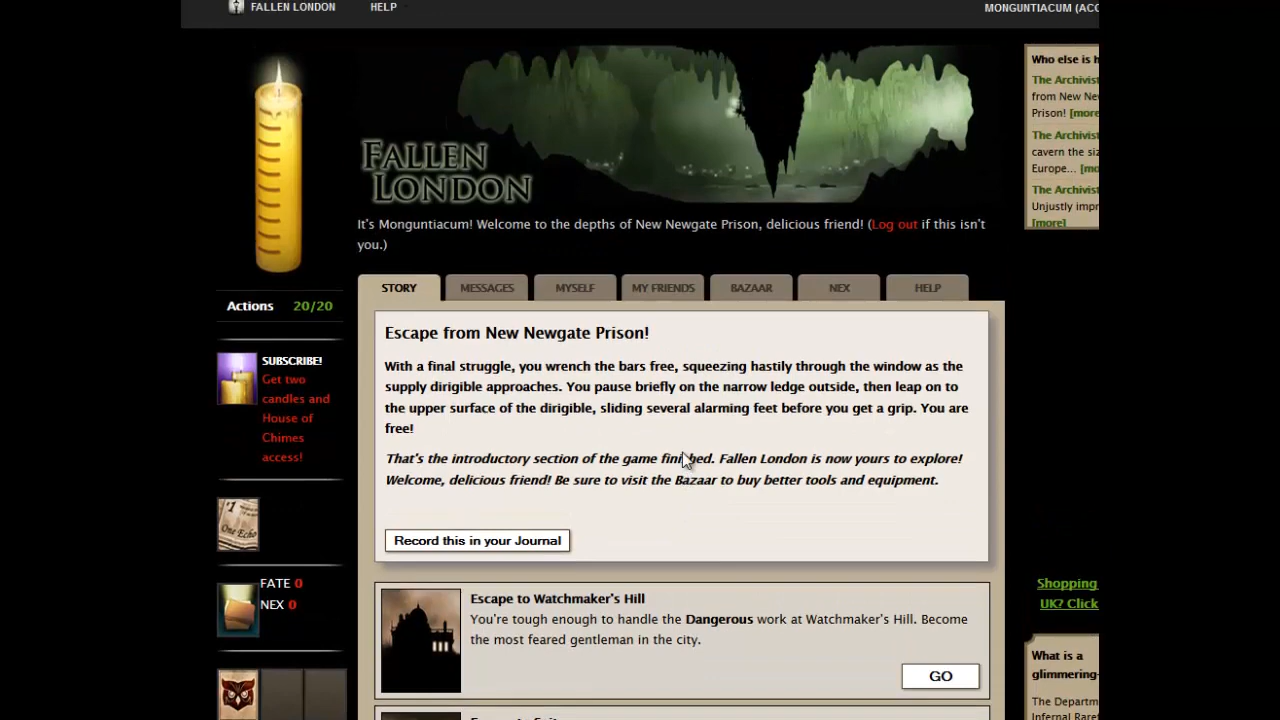 FALLEN LONDON
HELP
MONGUNTIACUM (ACC
FALLEN
LONDON
It's Monguntiacum! Welcome to the depths of New Newgate Prison, delicious friend! (Log out if this isn't
you.)
Who else is h
The Archivist
from New Ne
Prison! [more
The Archivist
cavern the siz
Europe... [mo
The Archivist
Unjustly impr
[more]
Actions 20/20
SUBSCRIBE!
Get two
candles and
House of
Chimes
access!
#1
One Echo
FATE 0
NEX 0
STORY
MESSAGES
MYSELF
MY FRIENDS
BAZAAR
NEX
HELP
Escape from New Newgate Prison!
With a final struggle, you wrench the bars free, squeezing hastily through the window as the
supply dirigible approaches. You pause briefly on the narrow ledge outside, then leap on to
the upper surface of the dirigible, sliding several alarming feet before you get a grip. You are
free!
That's the introductory section of the game finished. Fallen London is now yours to explore!
Welcome, delicious friend! Be sure to visit the Bazaar to buy better tools and equipment.
Record this in your Journal
Escape to Watchmaker's Hill
You're tough enough to handle the Dangerous work at Watchmaker's Hill. Become
the most feared gentleman in the city.
GO
Shopping
UK? Click
What is a
glimmering-
The Departm
Infernal Rare